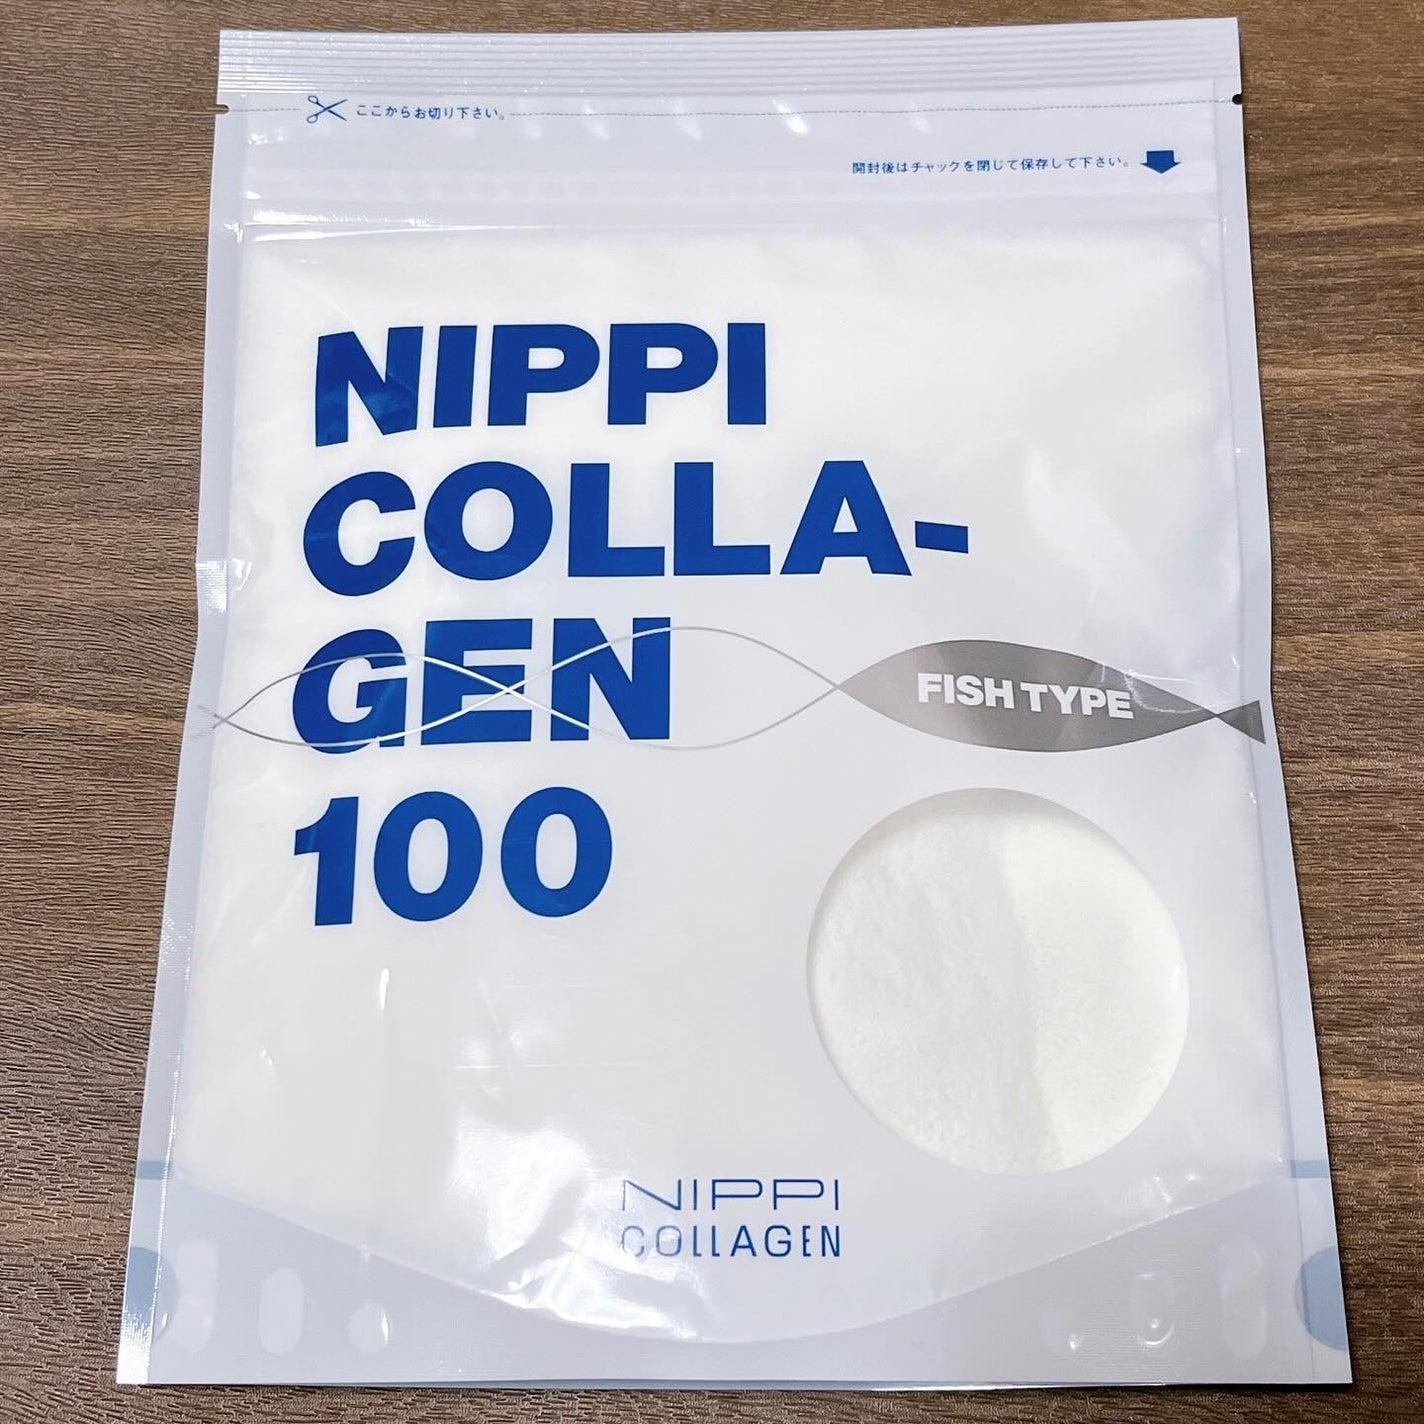 ここからお切り下さい。
開封後はチャックを閉じて保存して下さい。
NIPPI
COLLA-
GEN
FISH TYPE
100
NIPPI
COLLAGEN